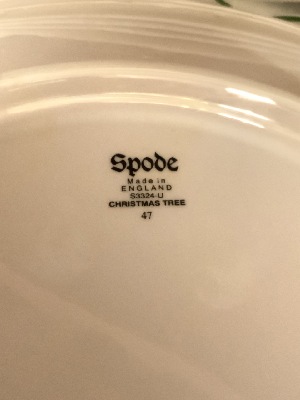 Spode
Made in
ENGLAND
S3324-U
CHRISTMAS TREE
47